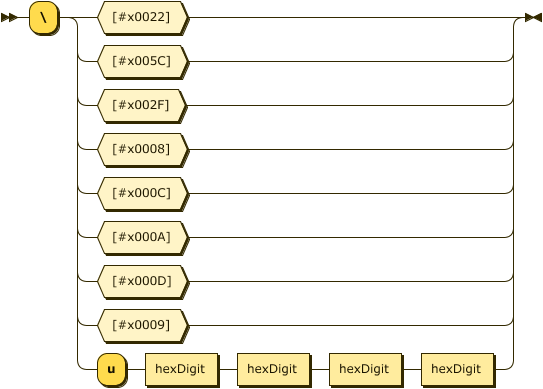 \ [#x0022]
[#x005C]
[#x002F]
[#x0008]
[#x000C]
[#x000A]
[#x000D]
[#x0009]
u hexDigit hexDigit hexDigit hexDigit